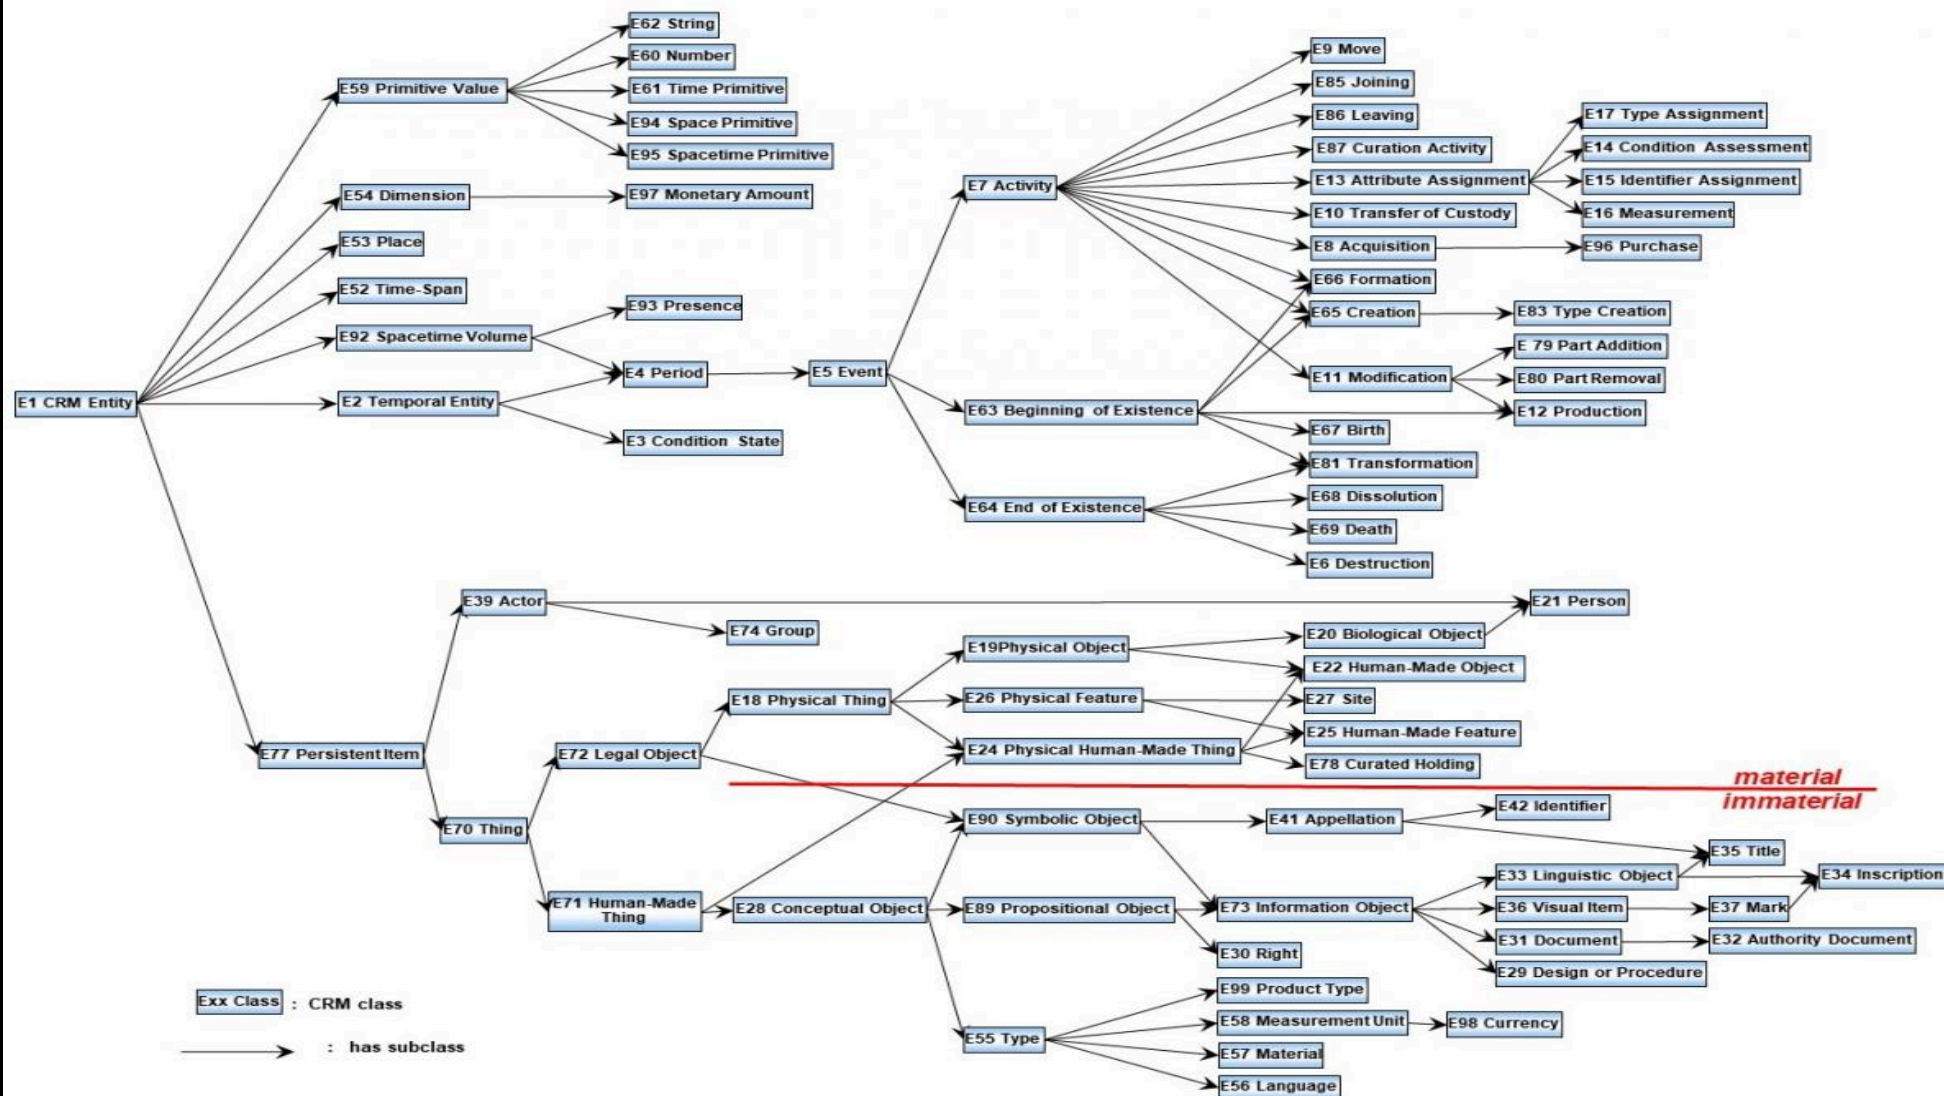 E62 String
E60 Number
E59 Primitive Value
E61 Time Primitive
E94 Space Primitive
E95 Spacetime Primitive
E54 Dimension
E97 Monetary Amount
E53 Place
E52 Time-Span
E93 Presence
E92 Spacetime Volume
E4 Period
E5 Event
E1 CRM Entity
E2 Temporal Entity
E3 Condition State
E9 Move
E85 Joining
E86 Leaving
E17 Type Assignment
E87 Curation Activity
E14 Condition Assessment
E7 Activity
E13 Attribute Assignment
E15 Identifier Assignment
E10 Transfer of Custody
E16 Measurement
E8 Acquisition
E96 Purchase
E66 Formation
E65 Creation
E83 Type Creation
E 79 Part Addition
E11 Modification
E80 Part Removal
E63 Beginning of Existence
E12 Production
E67 Birth
E81 Transformation
E68 Dissolution
E64 End of Existence
E69 Death
E6 Destruction
E39 Actor
E21 Person
E74 Group
E20 Biological Object
E19Physical Object
E22 Human-Made Object
E18 Physical Thing
E26 Physical Feature
E27 Site
E25 Human-Made Feature
E77 Persistent Item
E72 Legal Object
E24 Physical Human-Made Thing
E78 Curated Holding
material
immaterial
E70 Thing
E90 Symbolic Object
E41 Appellation
E42 Identifier
E35 Title
E33 Linguistic Object
E34 Inscription
E71 Human-Made
Thing
E28 Conceptual Object
E89 Propositional Object
E73 Information Object
E36 Visual Item
E37 Mark
E31 Document
E32 Authority Document
E30 Right
E29 Design or Procedure
E99 Product Type
E58 Measurement Unit
E98 Currency
E55 Type
E57 Material
E56 Language
Exx Class : CRM class
: has subclass